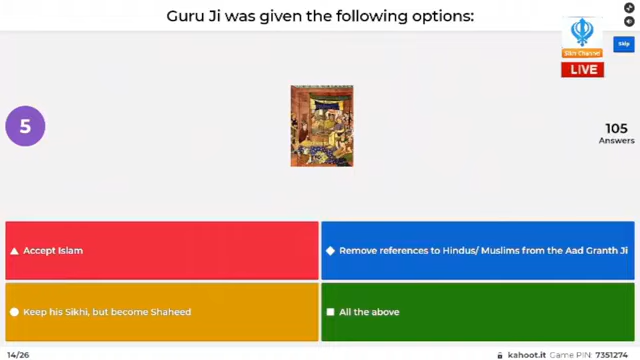 Guru Ji was given the following options:
Sikh Channel
LIVE
Skip
5
105
Answers
Accept Islam
Remove references to Hindus/ Muslims from the Aad Granth Ji
Keep his Sikhi, but become Shaheed
All the above
14/26
kahoot.it Game PIN: 7351274